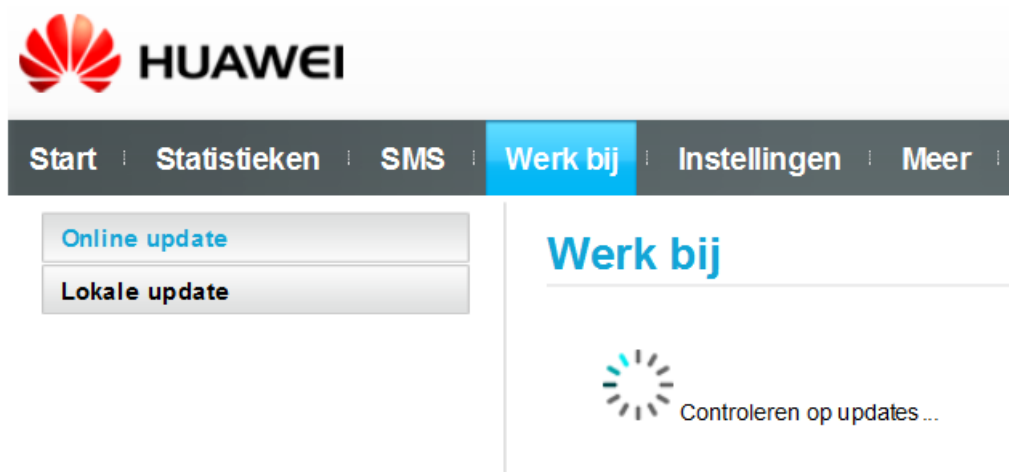 HUAWEI
Start Statistieken SMS Werk bij Instellingen Meer
Online update
Lokale update
Werk bij
Controleren op updates...